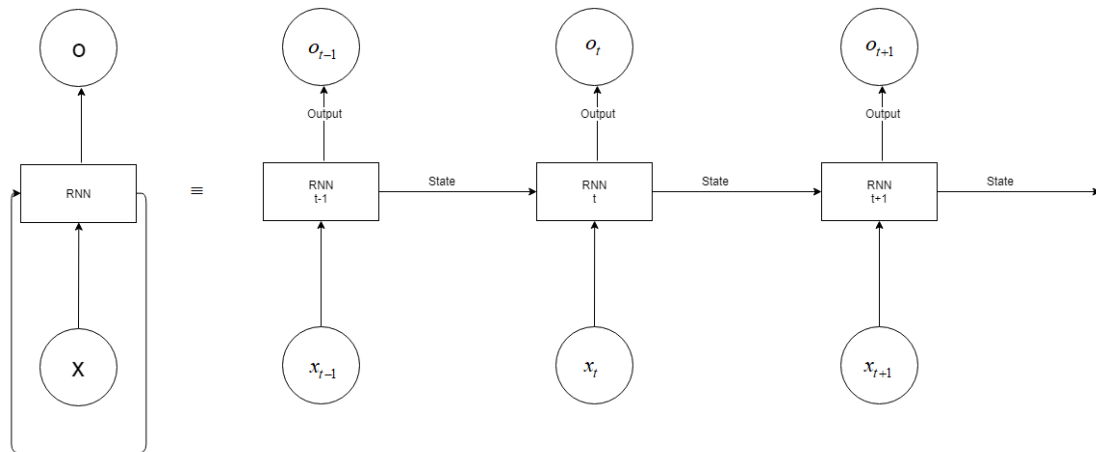 O
o_{t-1}
o_t
o_{t+1}
Output
Output
Output
RNN
≡
RNN
t-1
State
RNN
t
State
RNN
t+1
State
X
x_{t-1}
x_t
x_{t+1}